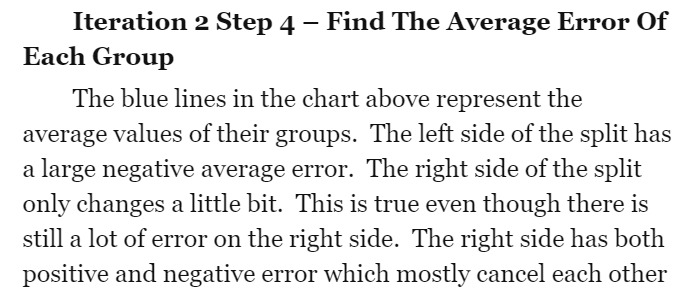 Iteration 2 Step 4 – Find The Average Error Of
Each Group
The blue lines in the chart above represent the
average values of their groups.  The left side of the split has
a large negative average error.  The right side of the split
only changes a little bit.  This is true even though there is
still a lot of error on the right side.  The right side has both
positive and negative error which mostly cancel each other